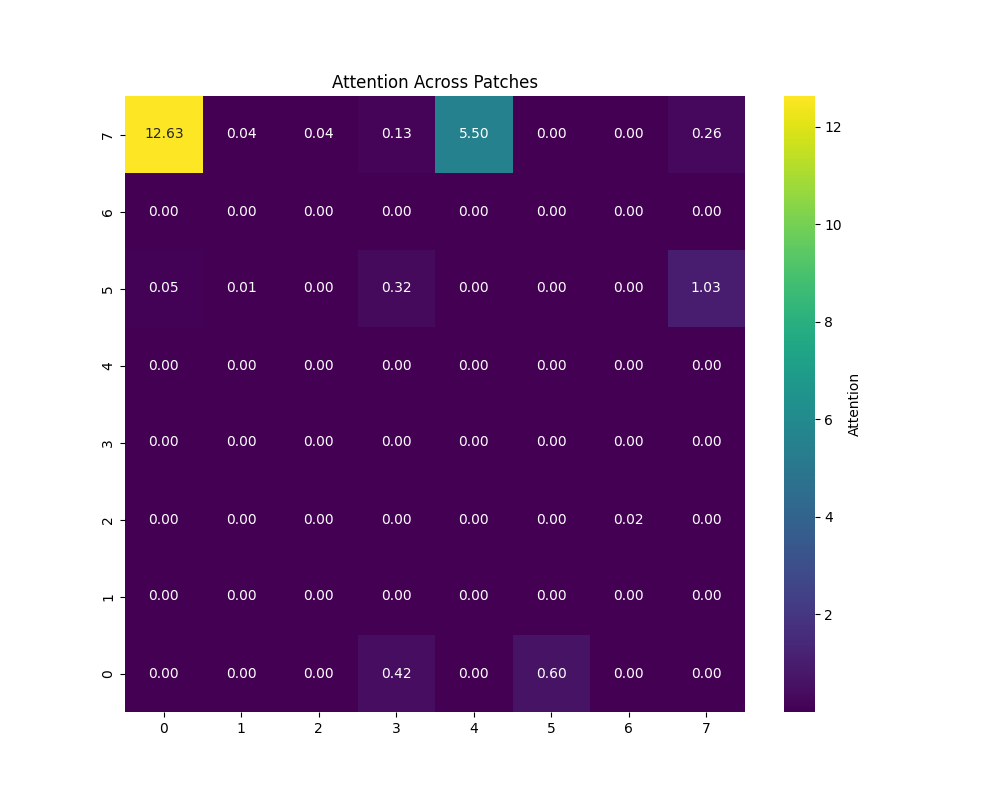 Attention Across Patches
7 12.63 0.04 0.04 0.13 5.50 0.00 0.00 0.26
6 0.00 0.00 0.00 0.00 0.00 0.00 0.00 0.00
5 0.05 0.01 0.00 0.32 0.00 0.00 0.00 1.03
4 0.00 0.00 0.00 0.00 0.00 0.00 0.00 0.00
3 0.00 0.00 0.00 0.00 0.00 0.00 0.00 0.00
2 0.00 0.00 0.00 0.00 0.00 0.00 0.02 0.00
1 0.00 0.00 0.00 0.00 0.00 0.00 0.00 0.00
0 0.00 0.00 0.00 0.42 0.00 0.60 0.00 0.00
0 1 2 3 4 5 6 7
12
10
8
6
4
2
Attention